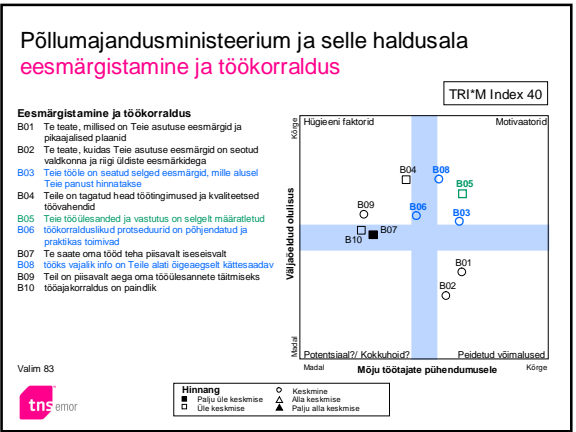 Põllumajandusministeerium ja selle haldusala
eesmärgistamine ja töökorraldus
TRI*M Index 40
Eesmärgistamine ja töökorraldus
B01 Te teate, millised on Teie asutuse eesmärgid ja
pikaajalised plaanid
B02 Te teate, kuidas Teie asutuse eesmärgid on seotud
valdkonna ja riigi üldiste eesmärkidega
B03 Teie tööle on seatud selged eesmärgid, mille alusel
Teie panust hinnatakse
B04 Teile on tagatud head töötingimused ja kvaliteetsed
töövahendid
B05 Teie tööülesanded ja vastutus on selgelt määratletud
B06 töökorralduslikud protseduurid on põhjendatud ja
praktikas toimivad
B07 Te saate oma tööd teha piisavalt iseseisvalt
B08 tööks vajalik info on Teile alati õigeaegselt kättesaadav
B09 Teil on piisavalt aega oma tööülesannete täitmiseks
B10 tööajakorraldus on paindlik
Kõrge
Hügieeni faktorid
Motivaatorid
B04
B08
B05
B09
B06
B03
B10
B07
B01
B02
Väljaöeldud olulisus
Madal
Potentsiaal?/ Kokkuhoid?
Peidetud võimalused
Madal
Mõju töötajate pühendumusele
Kõrge
Valim 83
Hinnang
Palju üle keskmise
Üle keskmise
Keskmine
Alla keskmise
Palju alla keskmise
tns emor